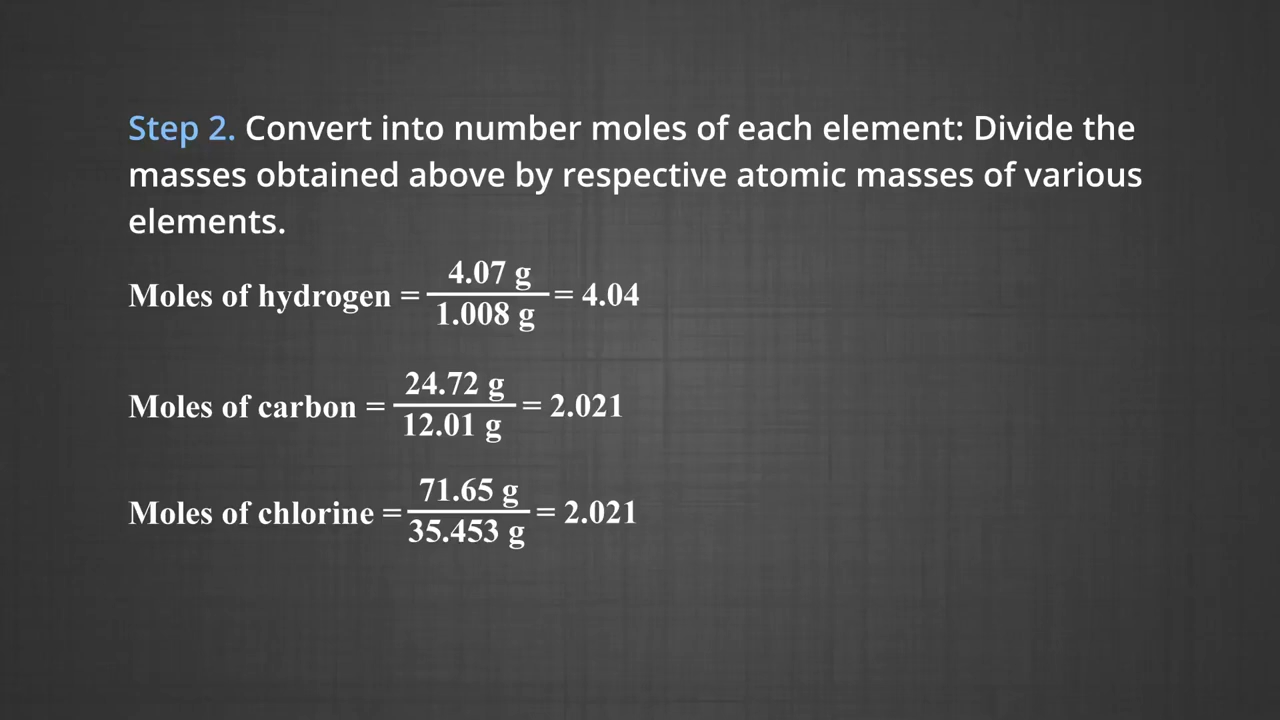 Step 2. Convert into number moles of each element: Divide the
masses obtained above by respective atomic masses of various
elements.
Moles of hydrogen = 4.07 g / 1.008 g = 4.04
Moles of carbon = 24.72 g / 12.01 g = 2.021
Moles of chlorine = 71.65 g / 35.453 g = 2.021